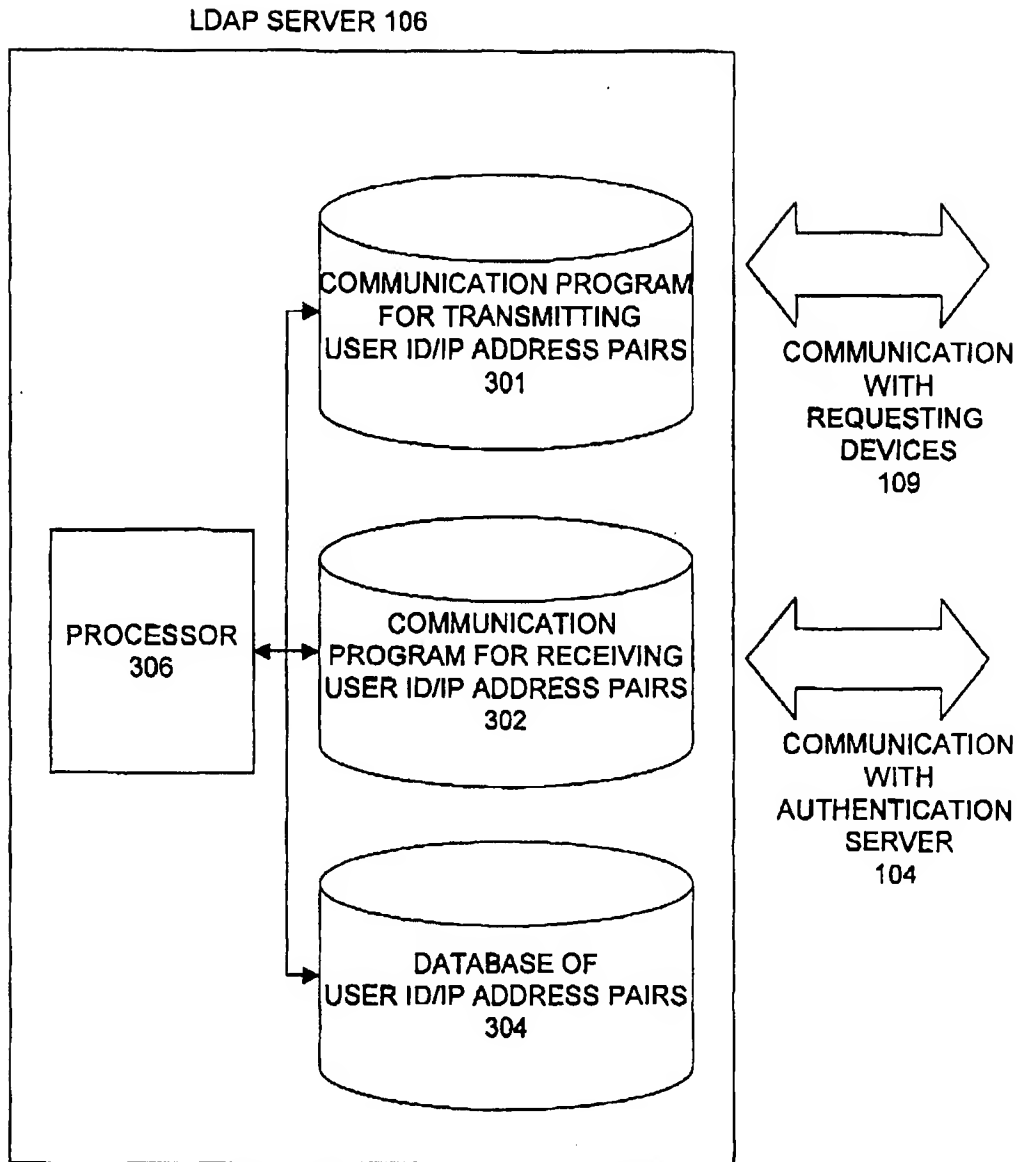 LDAP SERVER 106
COMMUNICATION PROGRAM
FOR TRANSMITTING
USER ID/IP ADDRESS PAIRS
301
COMMUNICATION
WITH
REQUESTING
DEVICES
109
PROCESSOR
306
COMMUNICATION
PROGRAM FOR RECEIVING
USER ID/IP ADDRESS PAIRS
302
COMMUNICATION
WITH
AUTHENTICATION
SERVER
104
DATABASE OF
USER ID/IP ADDRESS PAIRS
304